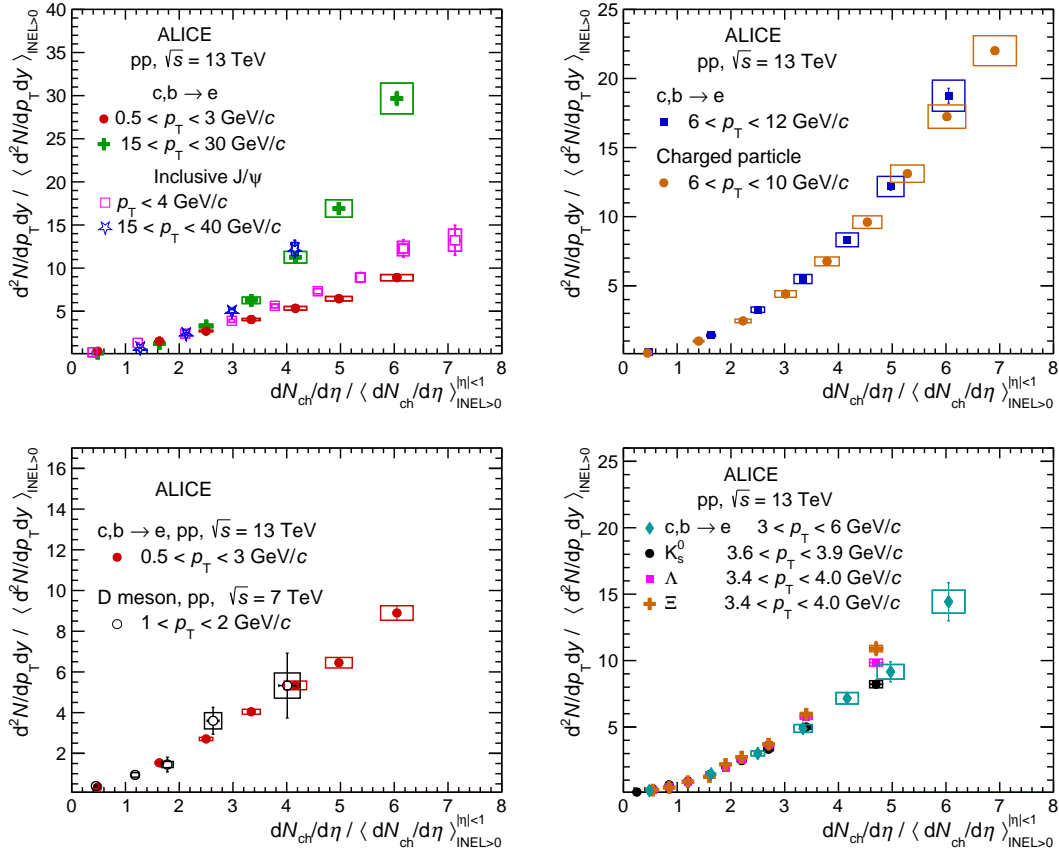 ALICE
pp, √s = 13 TeV
c,b → e
0.5 < p_T < 3 GeV/c
15 < p_T < 30 GeV/c
Inclusive J/ψ
p_T < 4 GeV/c
15 < p_T < 40 GeV/c
d²N/dp_T dy / ⟨ d²N/dp_T dy ⟩_INEL>0
40
35
30
25
20
15
10
5
0 1 2 3 4 5 6 7 8
dN_ch/dη / ⟨ dN_ch/dη ⟩^|η|<1_INEL>0
ALICE
pp, √s = 13 TeV
c,b → e
6 < p_T < 12 GeV/c
Charged particle
6 < p_T < 10 GeV/c
d²N/dp_T dy / ⟨ d²N/dp_T dy ⟩_INEL>0
25
20
15
10
5
0 1 2 3 4 5 6 7 8
dN_ch/dη / ⟨ dN_ch/dη ⟩^|η|<1_INEL>0
ALICE
c,b → e, pp, √s = 13 TeV
0.5 < p_T < 3 GeV/c
D meson, pp, √s = 7 TeV
1 < p_T < 2 GeV/c
d²N/dp_T dy / ⟨ d²N/dp_T dy ⟩_INEL>0
16
14
12
10
8
6
4
2
0 1 2 3 4 5 6 7 8
dN_ch/dη / ⟨ dN_ch/dη ⟩^|η|<1_INEL>0
ALICE
pp, √s = 13 TeV
c,b → e 3 < p_T < 6 GeV/c
K⁰_s 3.6 < p_T < 3.9 GeV/c
Λ 3.4 < p_T < 4.0 GeV/c
Ξ 3.4 < p_T < 4.0 GeV/c
d²N/dp_T dy / ⟨ d²N/dp_T dy ⟩_INEL>0
25
20
15
10
5
0 1 2 3 4 5 6 7 8
dN_ch/dη / ⟨ dN_ch/dη ⟩^|η|<1_INEL>0